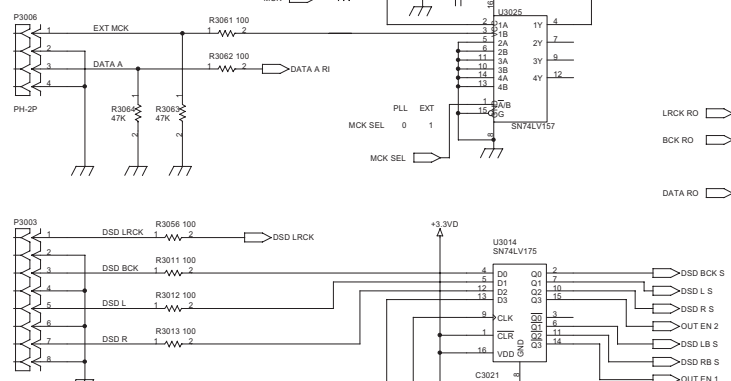 MCK
16
P3006
1
EXT MCK
R3061 100
1 2
2
3
DATA A
R3062 100
1 2
DATA A RI
4
PH-2P
R3064
47K
1
2
R3063
47K
1
2
U3025
2 1A 1Y 4
3 1B
5 2A 2Y 7
6 2B
11 3A 3Y 9
10 3B
14 4A 4Y 12
13 4B
1 A/B
15 G
8
SN74LV157
PLL EXT
MCK SEL 0 1
MCK SEL
LRCK RO
BCK RO
DATA RO
P3003
1
DSD LRCK
R3056 100
1 2
DSD LRCK
2
3
DSD BCK
R3011 100
1 2
4
5
DSD L
R3012 100
1 2
6
7
DSD R
R3013 100
1 2
8
+3.3VD
U3014
SN74LV175
4 D0 Q0 2
5 D1 Q1 7
12 D2 Q2 10
13 D3 Q3 15
9 CLK Q0 3
Q1 6
1 CLR Q2 11
Q3 14
16 VDD GND
8
C3021
DSD BCK S
DSD L S
DSD R S
OUT EN 2
DSD LB S
DSD RB S
OUT EN 1